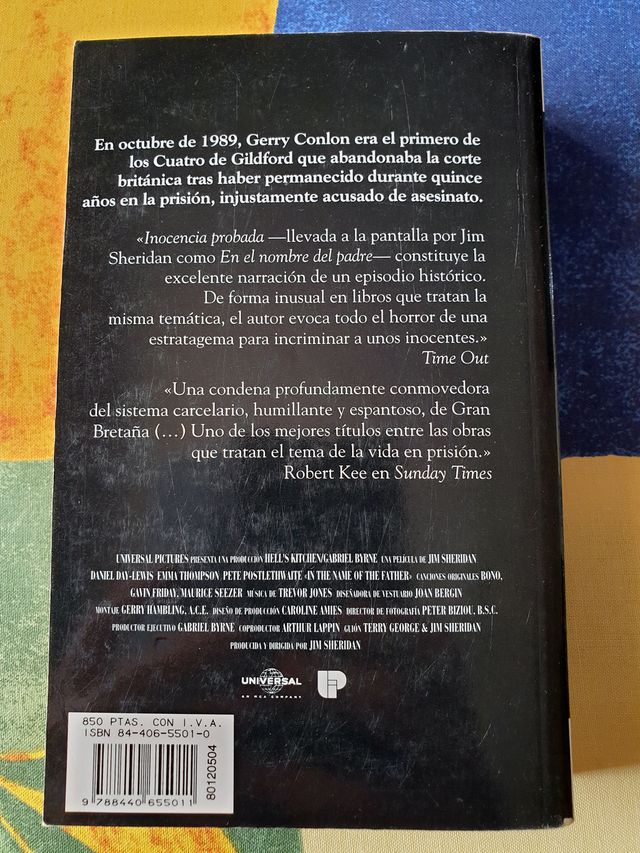 En octubre de 1989, Gerry Conlon era el primero de
los Cuatro de Gildford que abandonaba la corte
británica tras haber permanecido durante quince
años en la prisión, injustamente acusado de asesinato.
«Inocencia probada —llevada a la pantalla por Jim
Sheridan como En el nombre del padre— constituye la
excelente narración de un episodio histórico.
De forma inusual en libros que tratan la
misma temática, el autor evoca todo el horror de una
estratagema para incriminar a unos inocentes.»
Time Out
«Una condena profundamente conmovedora
del sistema carcelario, humillante y espantoso, de Gran
Bretaña (...) Uno de los mejores títulos entre las obras
que tratan el tema de la vida en prisión.»
Robert Kee en Sunday Times
UNIVERSAL PICTURES PRESENTA UNA PRODUCCIÓN HELL'S KITCHEN/GABRIEL BYRNE UNA PELÍCULA DE JIM SHERIDAN
DANIEL DAY-LEWIS EMMA THOMPSON PETE POSTLETHWAITE «IN THE NAME OF THE FATHER» CANCIONES ORIGINALES BONO,
GAVIN FRIDAY, MAURICE SEEZER MÚSICA DE TREVOR JONES DISEÑADORA DE VESTUARIO JOAN BERGIN
MONTAJE GERRY HAMBLING, A.C.E. DISEÑO DE PRODUCCIÓN CAROLINE AMIES DIRECTOR DE FOTOGRAFÍA PETER BIZIOU, B.S.C.
PRODUCTOR EJECUTIVO GABRIEL BYRNE COPRODUCTOR ARTHUR LAPPIN GUIÓN TERRY GEORGE & JIM SHERIDAN
PRODUCIDA Y DIRIGIDA POR JIM SHERIDAN
UNIVERSAL
AN MCA COMPANY
850 PTAS. CON I.V.A.
ISBN 84-406-5501-0
9 788440 655011
80120504